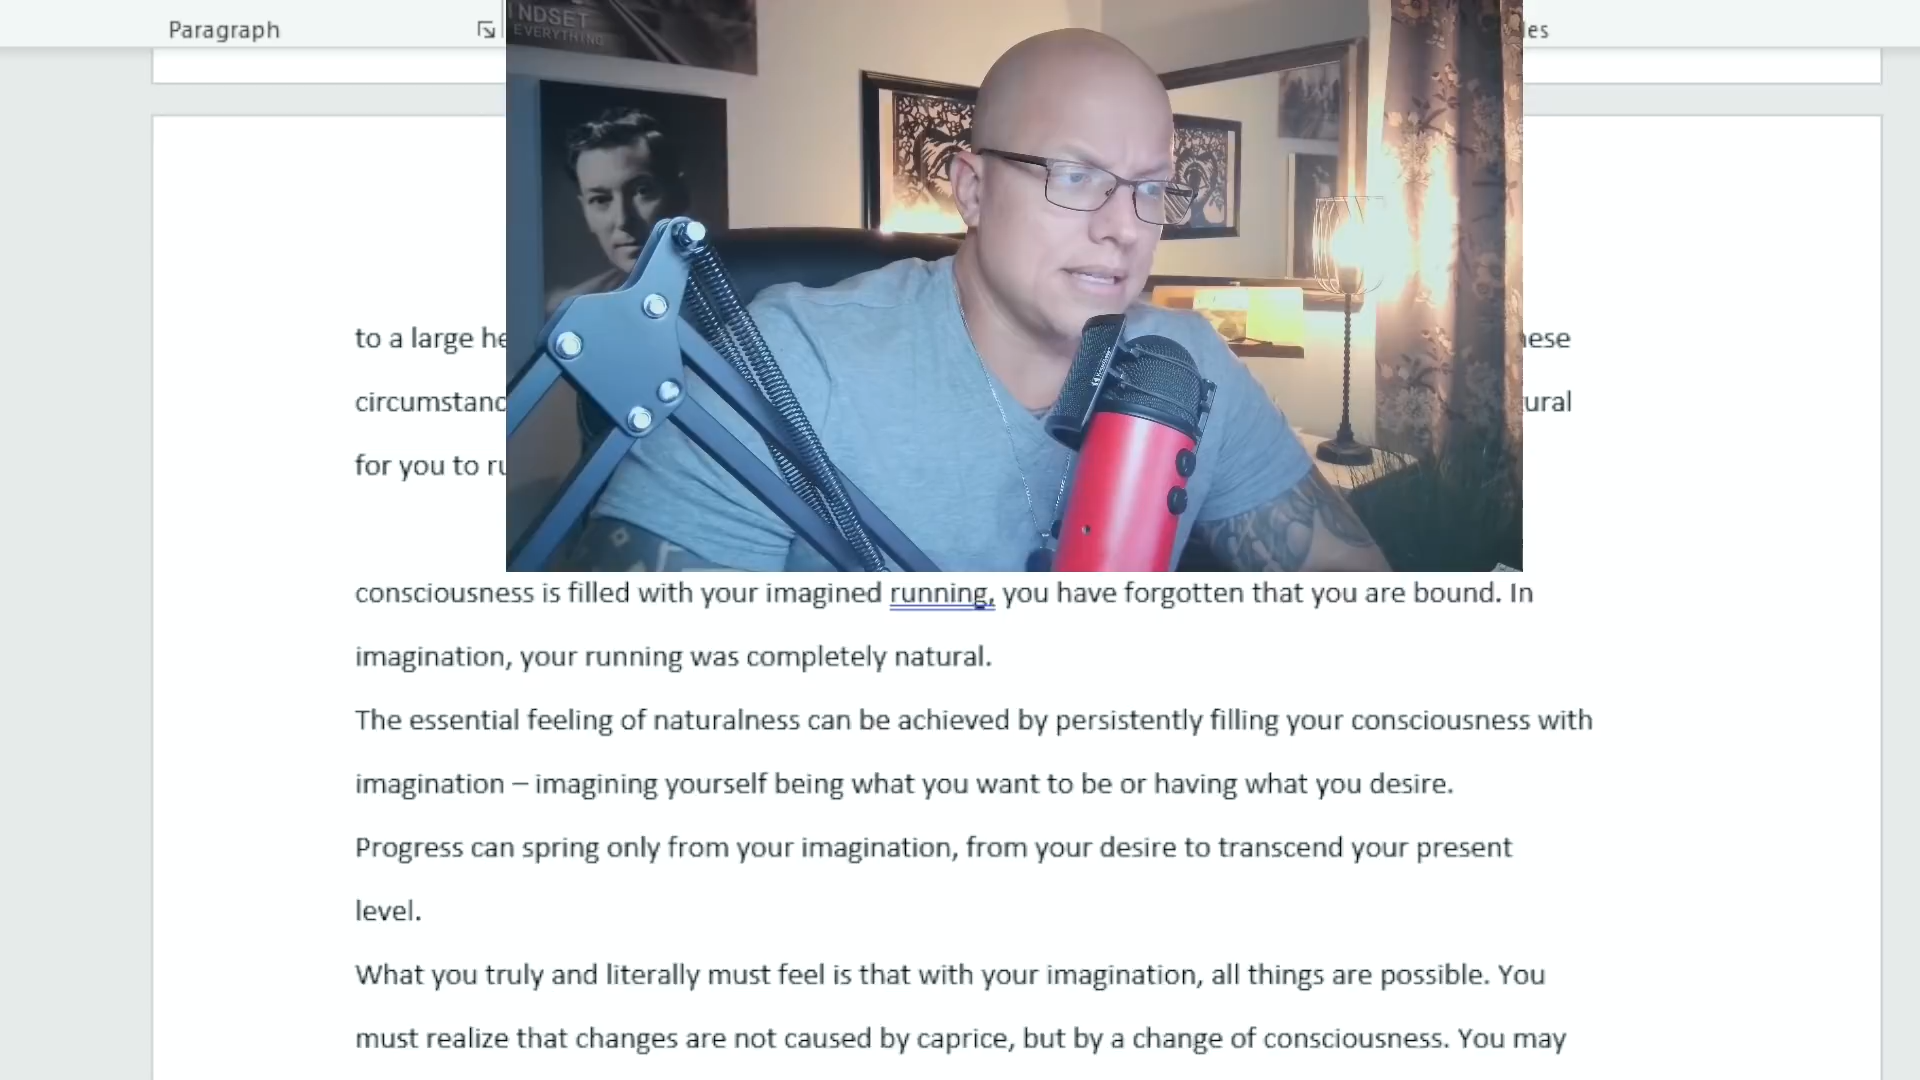 Paragraph
NDSET
EVERYTHING
to a large
circumstanc
ural
for you to
consciousness is filled with your imagined running, you have forgotten that you are bound. In
imagination, your running was completely natural.
The essential feeling of naturalness can be achieved by persistently filling your consciousness with
imagination – imagining yourself being what you want to be or having what you desire.
Progress can spring only from your imagination, from your desire to transcend your present
level.
What you truly and literally must feel is that with your imagination, all things are possible. You
must realize that changes are not caused by caprice, but by a change of consciousness. You may